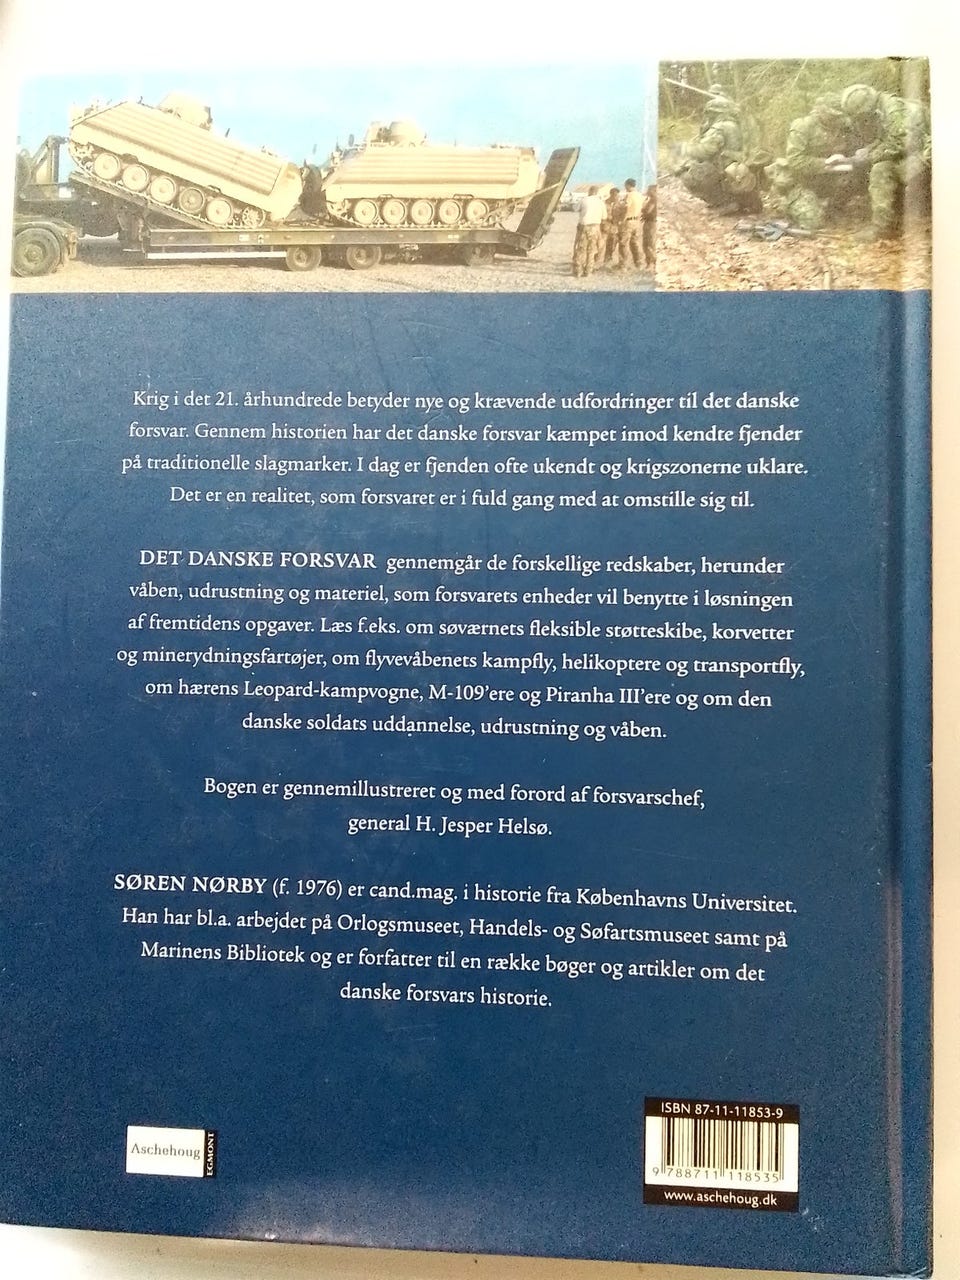 Krig i det 21. århundrede betyder nye og krævende udfordringer til det danske
forsvar. Gennem historien har det danske forsvar kæmpet imod kendte fjender
på traditionelle slagmarker. I dag er fjenden ofte ukendt og krigszonerne uklare.
Det er en realitet, som forsvaret er i fuld gang med at omstille sig til.
DET DANSKE FORSVAR gennemgår de forskellige redskaber, herunder
våben, udrustning og materiel, som forsvarets enheder vil benytte i løsningen
af fremtidens opgaver. Læs f.eks. om søværnets fleksible støtteskibe, korvetter
og minerydningsfartøjer, om flyvevåbenets kampfly, helikoptere og transportfly,
om hærens Leopard-kampvogne, M-109'ere og Piranha III'ere og om den
danske soldats uddannelse, udrustning og våben.
Bogen er gennemillustreret og med forord af forsvarschef,
general H. Jesper Helsø.
SØREN NØRBY (f. 1976) er cand.mag. i historie fra Københavns Universitet.
Han har bl.a. arbejdet på Orlogsmuseet, Handels- og Søfartsmuseet samt på
Marinens Bibliotek og er forfatter til en række bøger og artikler om det
danske forsvars historie.
Aschehoug
EGMONT
ISBN 87-11-11853-9
9 788711 118535
www.aschehoug.dk